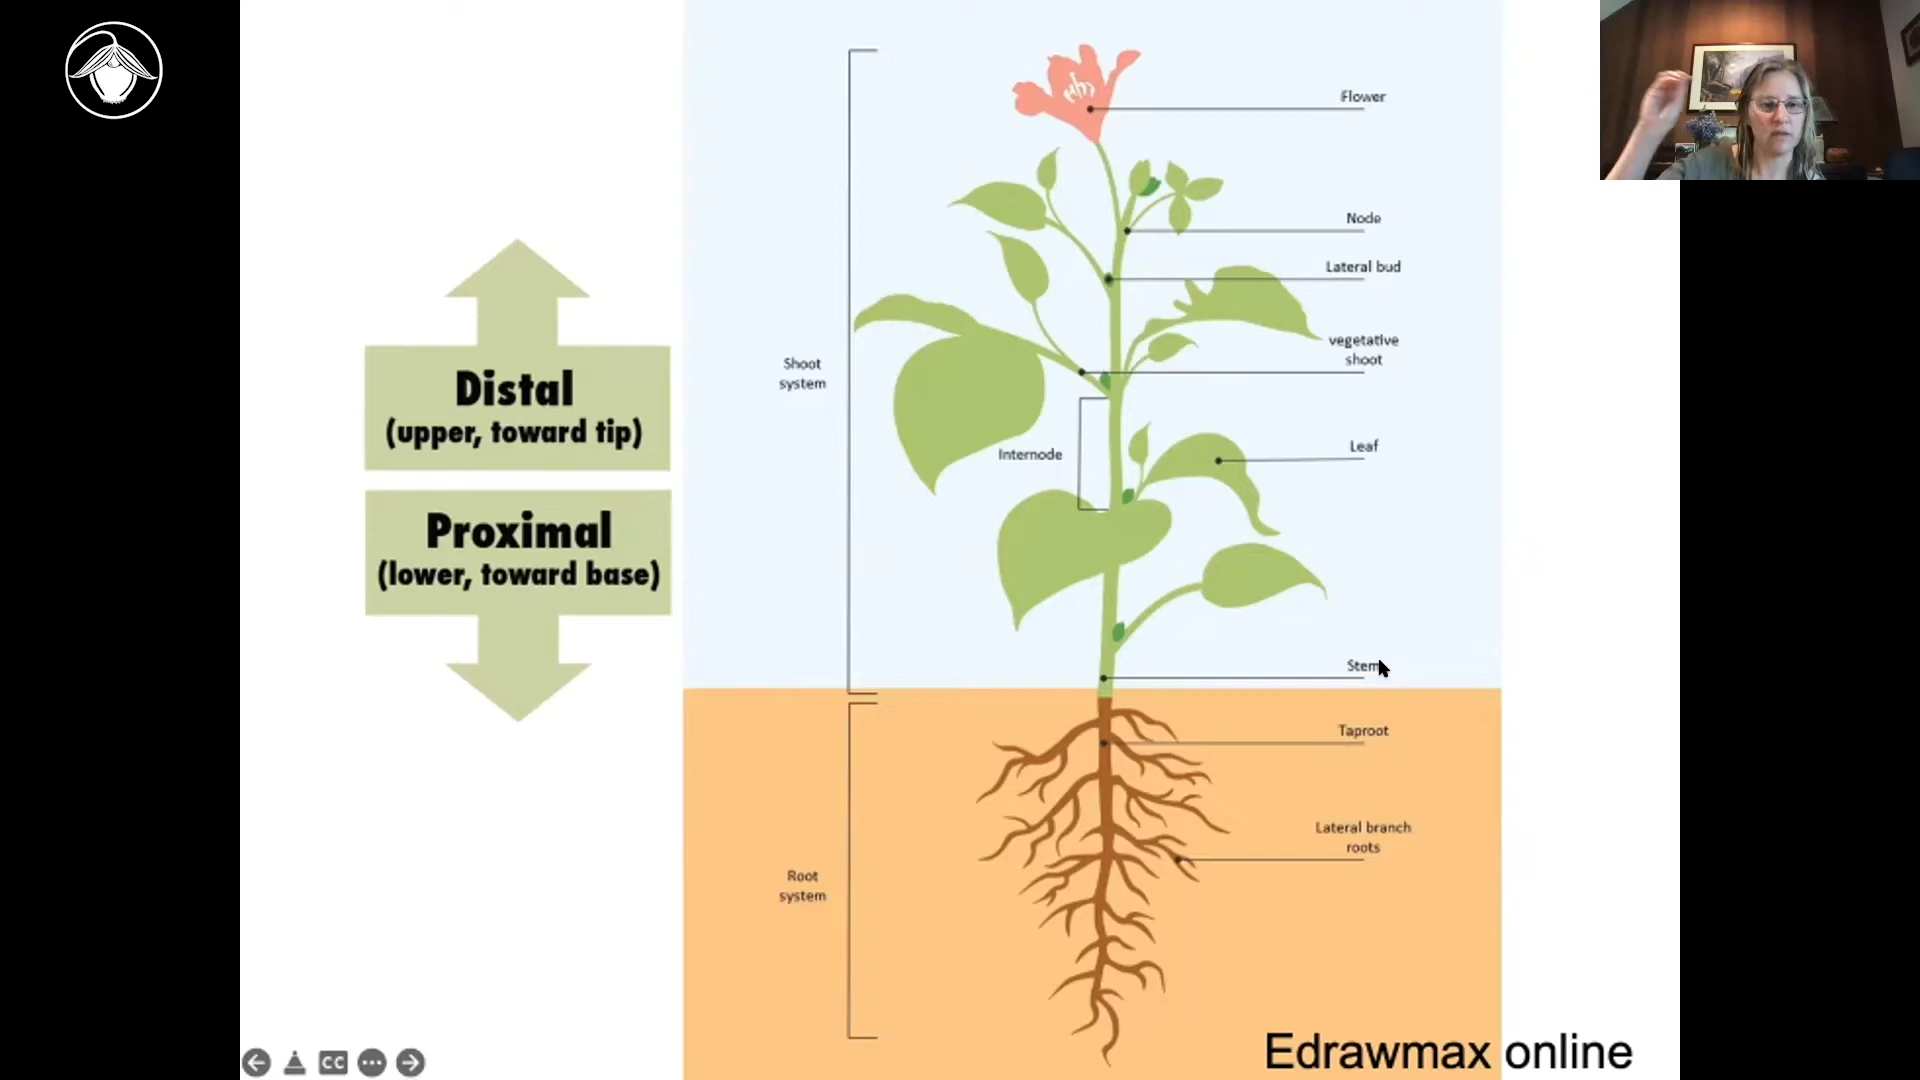 Distal
(upper, toward tip)
Proximal
(lower, toward base)
Shoot
system
Root
system
Internode
Flower
Node
Lateral bud
vegetative
shoot
Leaf
Stem
Taproot
Lateral branch
roots
Edrawmax online
CC